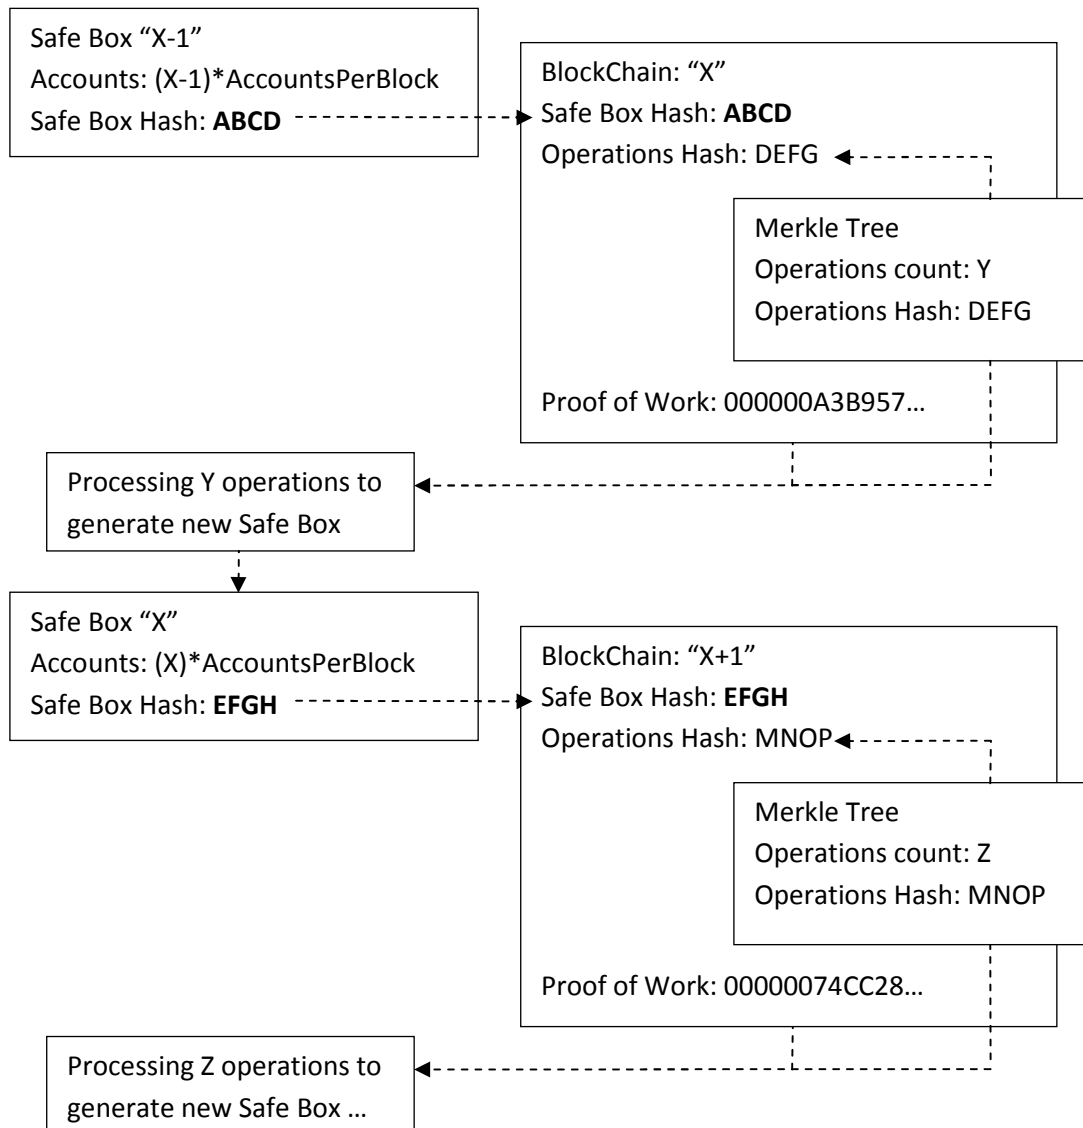 Safe Box “X-1”
Accounts: (X-1)*AccountsPerBlock
Safe Box Hash: ABCD
BlockChain: “X”
Safe Box Hash: ABCD
Operations Hash: DEFG
Merkle Tree
Operations count: Y
Operations Hash: DEFG
Proof of Work: 000000A3B957…
Processing Y operations to
generate new Safe Box
Safe Box “X”
Accounts: (X)*AccountsPerBlock
Safe Box Hash: EFGH
BlockChain: “X+1”
Safe Box Hash: EFGH
Operations Hash: MNOP
Merkle Tree
Operations count: Z
Operations Hash: MNOP
Proof of Work: 00000074CC28…
Processing Z operations to
generate new Safe Box …